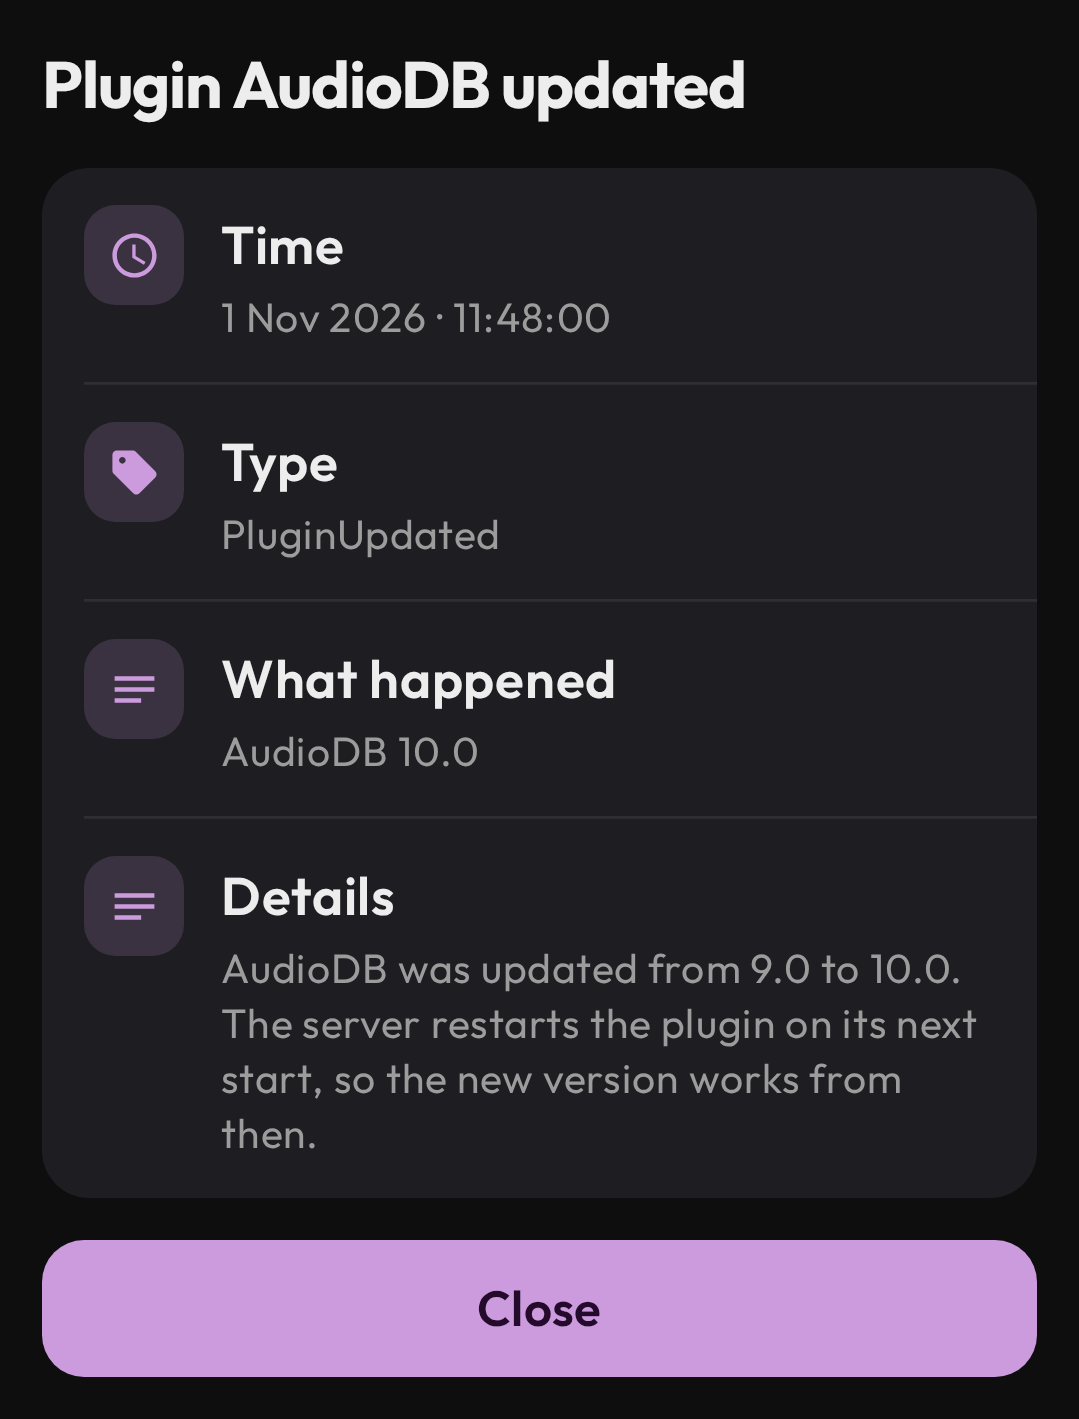 Plugin AudioDB updated
Time
1 Nov 2026 · 11:48:00
Type
PluginUpdated
What happened
AudioDB 10.0
Details
AudioDB was updated from 9.0 to 10.0.
The server restarts the plugin on its next
start, so the new version works from
then.
Close